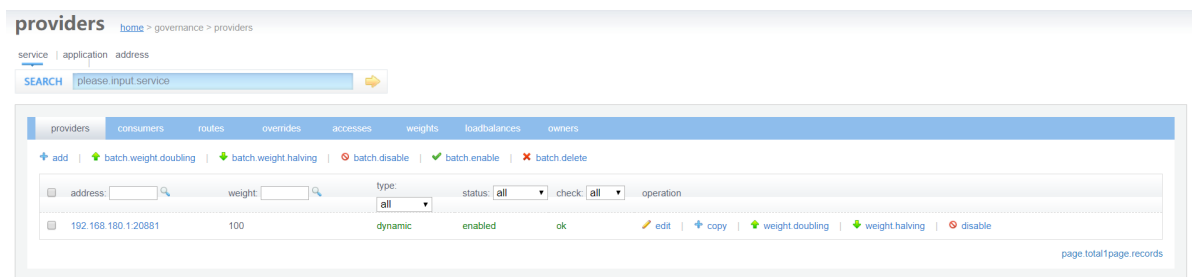 providers home > governance > providers
service | application address
SEARCH please.input.service
providers consumers routes overrides accesses weights loadbalances owners
add | batch.weight.doubling | batch.weight.halving | batch.disable | batch.enable | batch.delete
address: weight: type: all status: all check: all operation
192.168.180.1:20881 100 dynamic enabled ok edit | copy | weight.doubling | weight.halving | disable
page.total1page.records